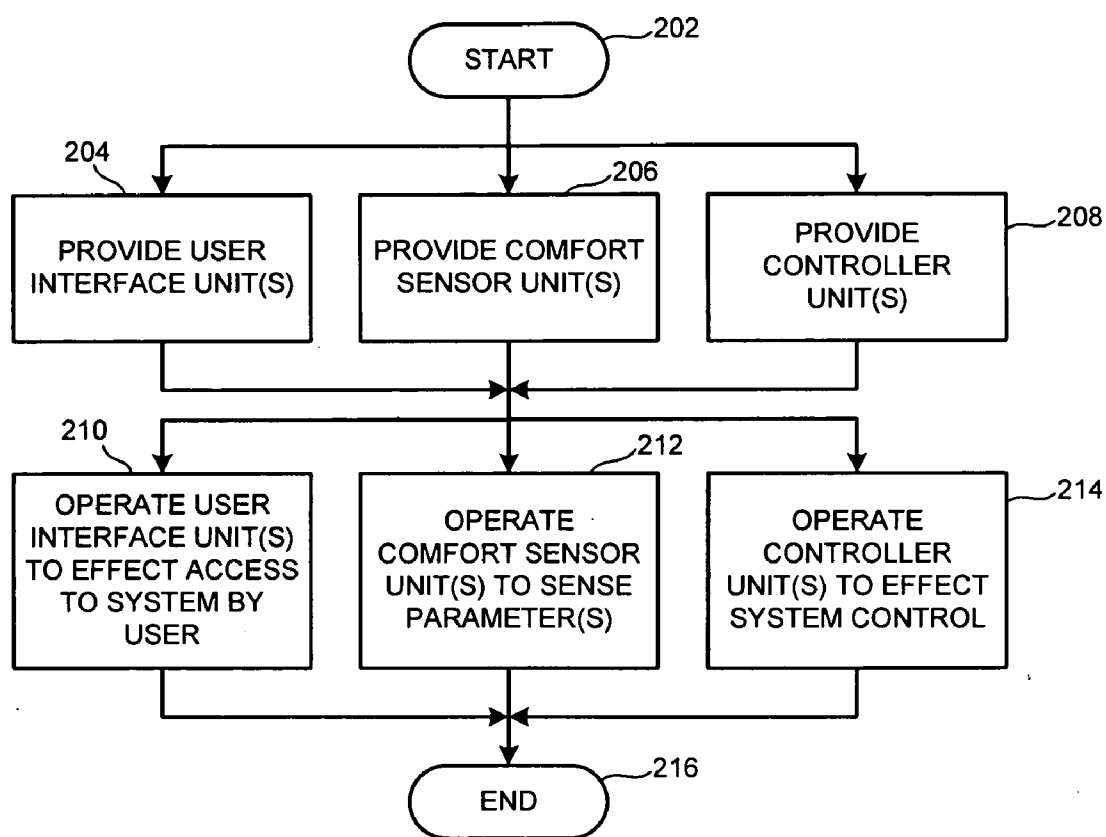 202
START
204
206
208
PROVIDE USER
INTERFACE UNIT(S)
PROVIDE COMFORT
SENSOR UNIT(S)
PROVIDE
CONTROLLER
UNIT(S)
210
212
214
OPERATE USER
INTERFACE UNIT(S)
TO EFFECT ACCESS
TO SYSTEM BY
USER
OPERATE
COMFORT SENSOR
UNIT(S) TO SENSE
PARAMETER(S)
OPERATE
CONTROLLER
UNIT(S) TO EFFECT
SYSTEM CONTROL
216
END